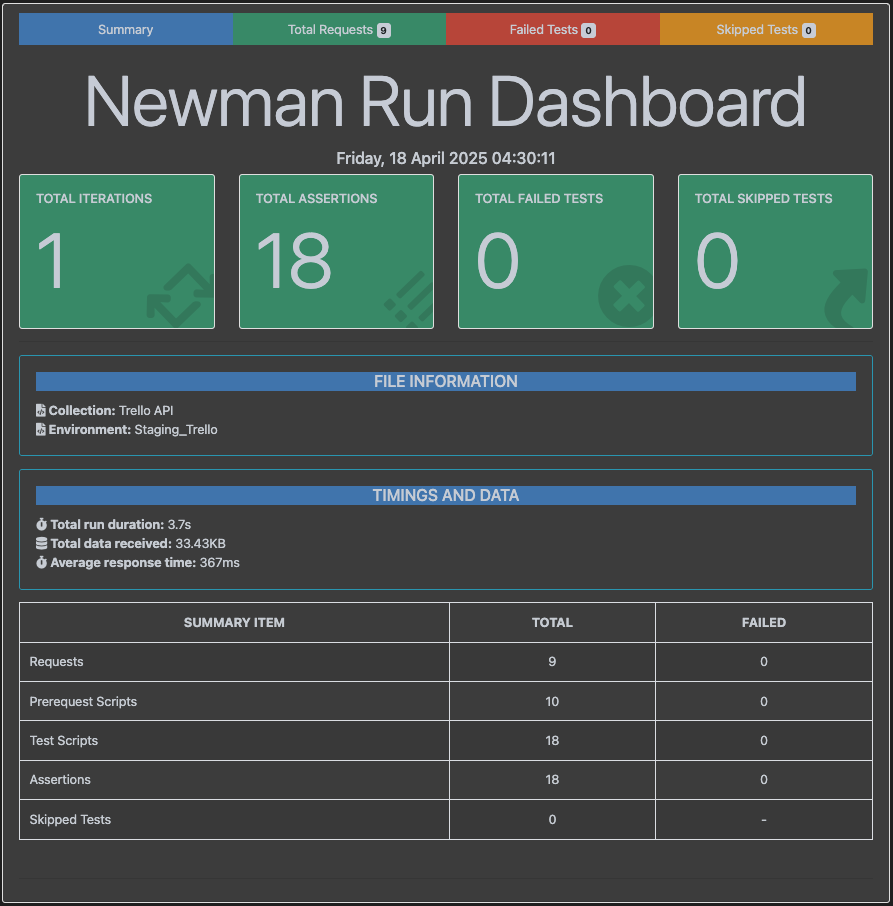 Summary Total Requests 9 Failed Tests 0 Skipped Tests 0
Newman Run Dashboard
Friday, 18 April 2025 04:30:11
TOTAL ITERATIONS TOTAL ASSERTIONS TOTAL FAILED TESTS TOTAL SKIPPED TESTS
1 18 0 0
FILE INFORMATION
Collection: Trello API
Environment: Staging_Trello
TIMINGS AND DATA
Total run duration: 3.7s
Total data received: 33.43KB
Average response time: 367ms
SUMMARY ITEM TOTAL FAILED
Requests 9 0
Prerequest Scripts 10 0
Test Scripts 18 0
Assertions 18 0
Skipped Tests 0 -